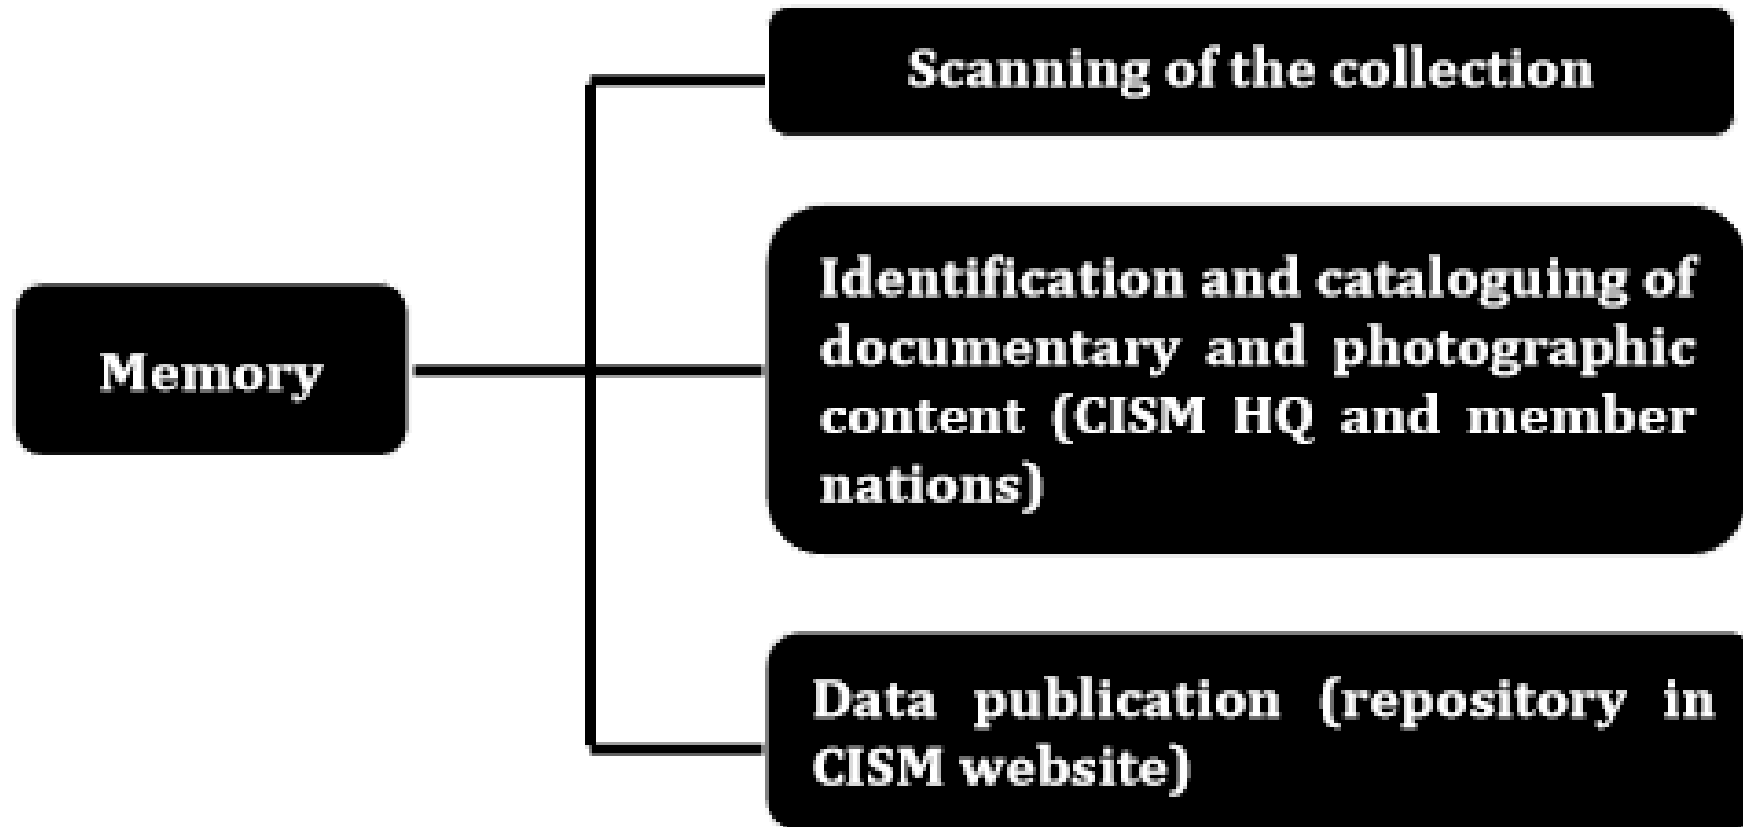 Scanning of the collection
Memory
Identification and cataloguing of
documentary and photographic
content (CISM HQ and member
nations)
Data publication (repository in
CISM website)